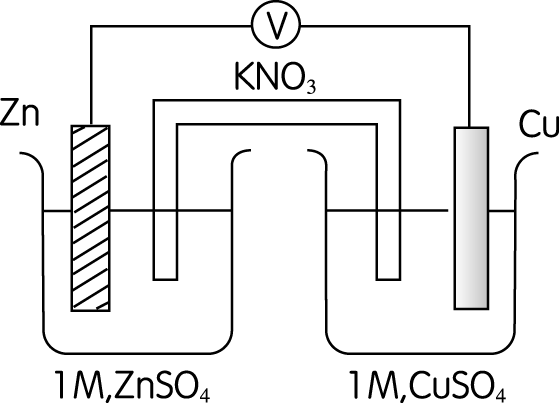 V
KNO₃
Zn
Cu
1M,ZnSO₄
1M,CuSO₄